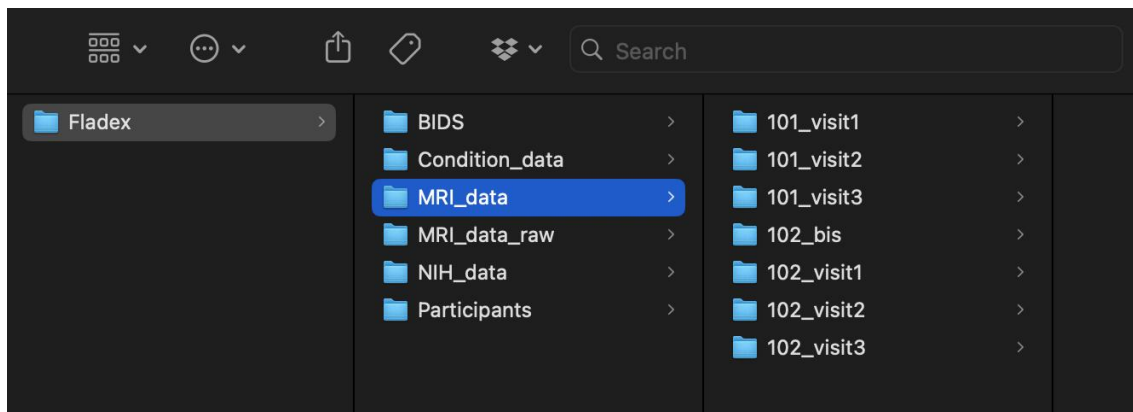 Search
Fladex
BIDS
Condition_data
MRI_data
MRI_data_raw
NIH_data
Participants
101_visit1
101_visit2
101_visit3
102_bis
102_visit1
102_visit2
102_visit3